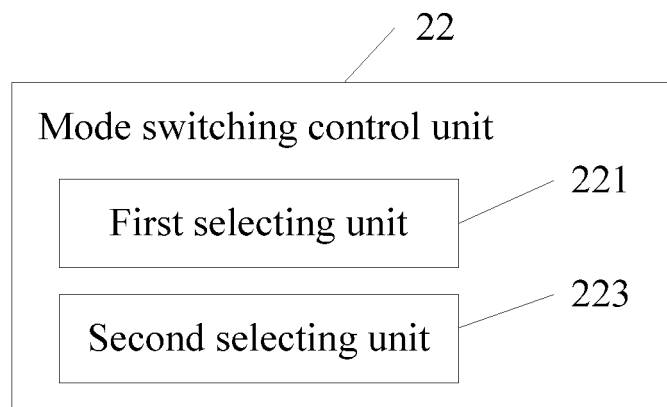 22
Mode switching control unit
221
First selecting unit
223
Second selecting unit